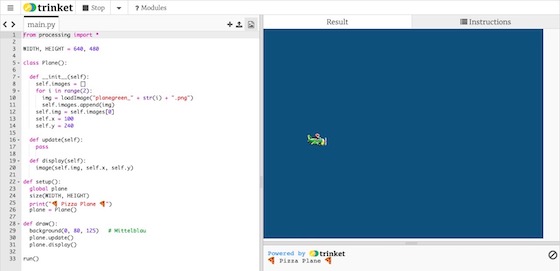 trinket
Stop
? Modules
main.py
Result
Instructions
1 from processing import *
2
3 WIDTH, HEIGHT = 640, 480
4
5 class Plane():
6
7 def __init__(self):
8 self.images = []
9 for i in range(2):
10 img = loadImage("planegreen_" + str(i) + ".png")
11 self.images.append(img)
12 self.img = self.images[0]
13 self.x = 100
14 self.y = 240
15
16 def update(self):
17 pass
18
19 def display(self):
20 image(self.img, self.x, self.y)
21
22 def setup():
23 global plane
24 size(WIDTH, HEIGHT)
25 print("🍕 Pizza Plane 🍕")
26 plane = Plane()
27
28 def draw():
29 background(0, 80, 125) # Mittelblau
30 plane.update()
31 plane.display()
32
33 run()
Powered by trinket
🍕 Pizza Plane 🍕